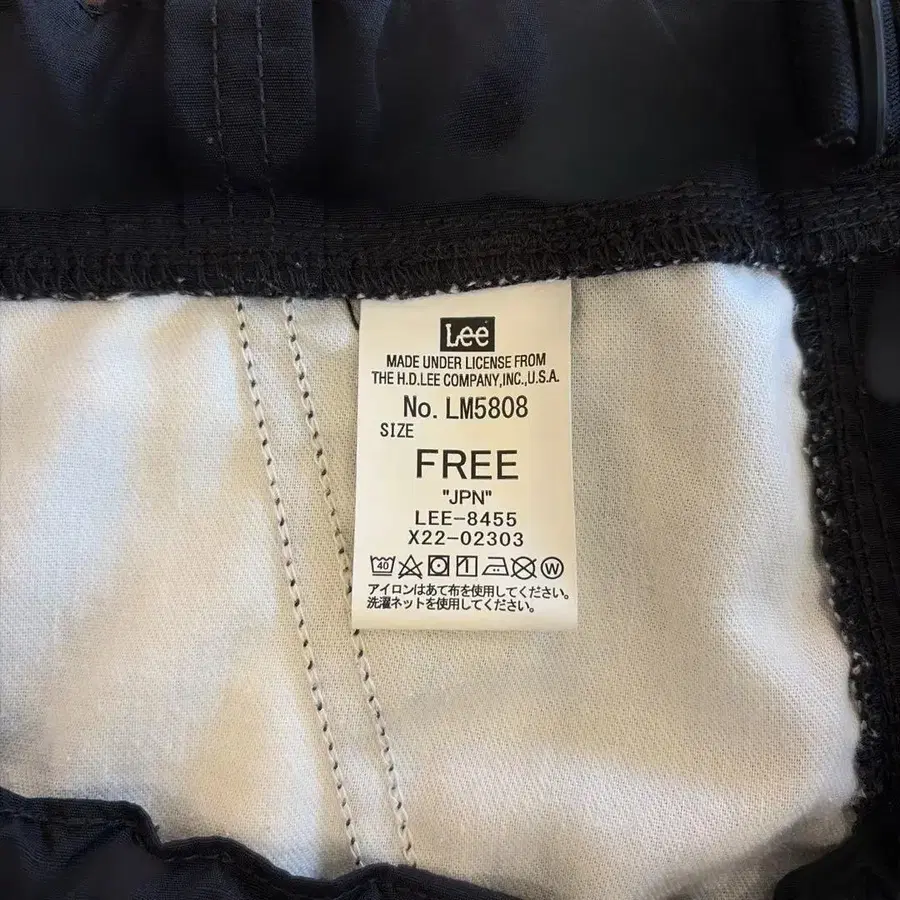 Lee
MADE UNDER LICENSE FROM
THE H.D.LEE COMPANY,INC.,U.S.A.
No. LM5808
SIZE
FREE
"JPN"
LEE-8455
X22-02303
40 W
アイロンはあて布を使用してください。
洗濯ネットを使用してください。